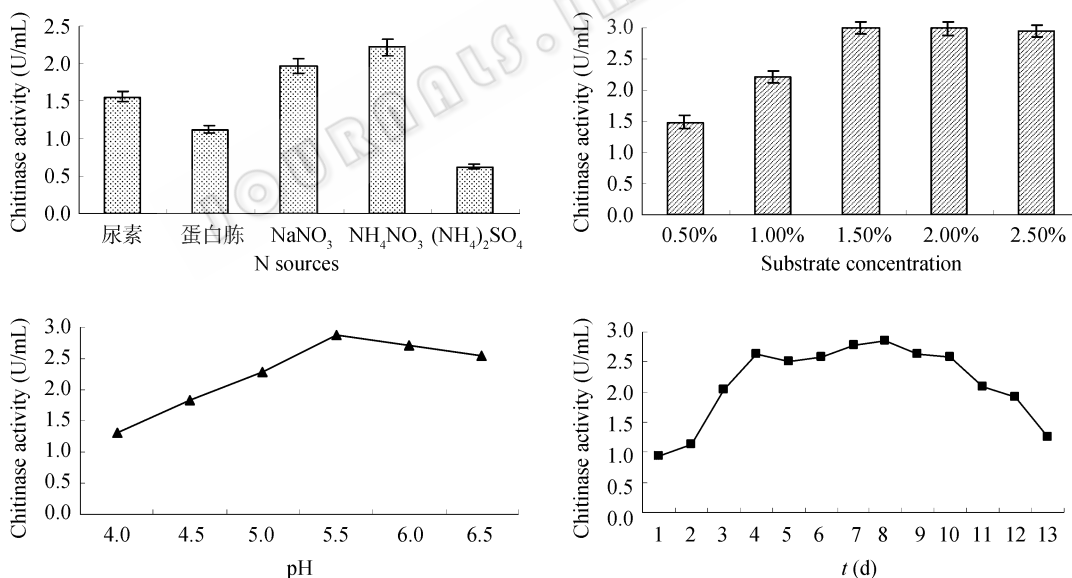 Chitinase activity (U/mL)
2.5
2.0
1.5
1.0
0.5
0.0
尿素 蛋白胨 NaNO3 NH4NO3 (NH4)2SO4
N sources
Chitinase activity (U/mL)
3.0
2.5
2.0
1.5
1.0
0.5
0.0
0.50% 1.00% 1.50% 2.00% 2.50%
Substrate concentration
Chitinase activity (U/mL)
3.0
2.5
2.0
1.5
1.0
0.5
0.0
4.0 4.5 5.0 5.5 6.0 6.5
pH
Chitinase activity (U/mL)
3.0
2.5
2.0
1.5
1.0
0.5
0.0
1 2 3 4 5 6 7 8 9 10 11 12 13
t (d)
JOURNALS.